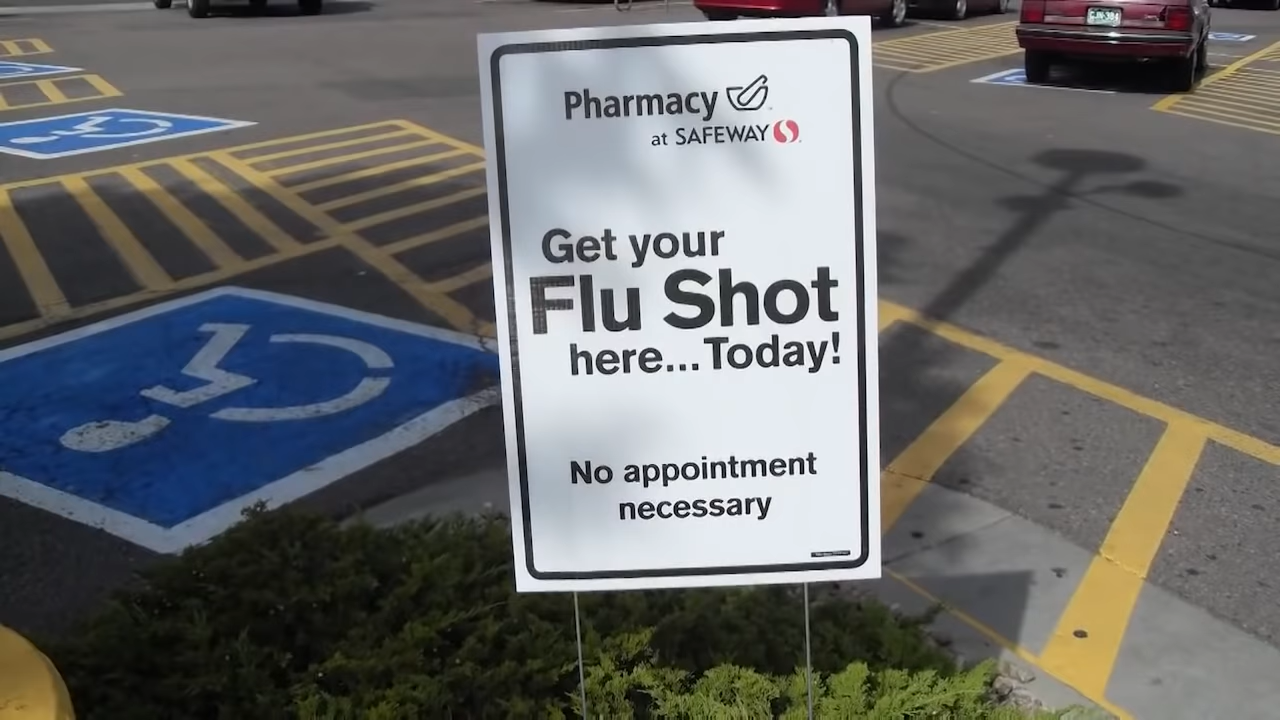 Pharmacy
at SAFEWAY
Get your
Flu Shot
here...Today!
No appointment
necessary